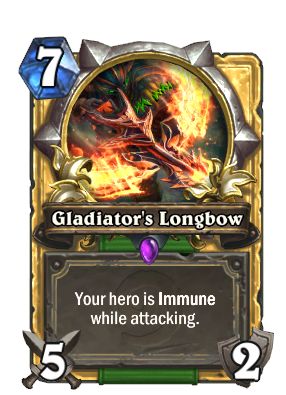 7
Gladiator's Longbow
Your hero is Immune
while attacking.
5
2